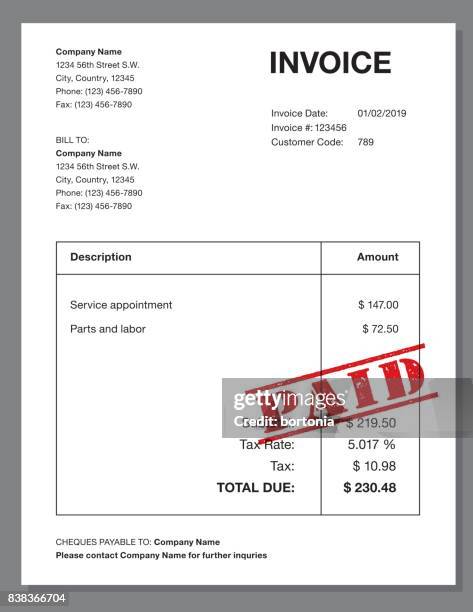 Company Name
1234 56th Street S.W.
City, Country, 12345
Phone: (123) 456-7890
Fax: (123) 456-7890
INVOICE
Invoice Date: 01/02/2019
Invoice #: 123456
Customer Code: 789
BILL TO:
Company Name
1234 56th Street S.W.
City, Country, 12345
Phone: (123) 456-7890
Fax: (123) 456-7890
Description Amount
Service appointment $ 147.00
Parts and labor $ 72.50
PAID
gettyimages
Credit: bortonia
$ 219.50
Tax Rate: 5.017 %
Tax: $ 10.98
TOTAL DUE: $ 230.48
CHEQUES PAYABLE TO: Company Name
Please contact Company Name for further inquries
838366704